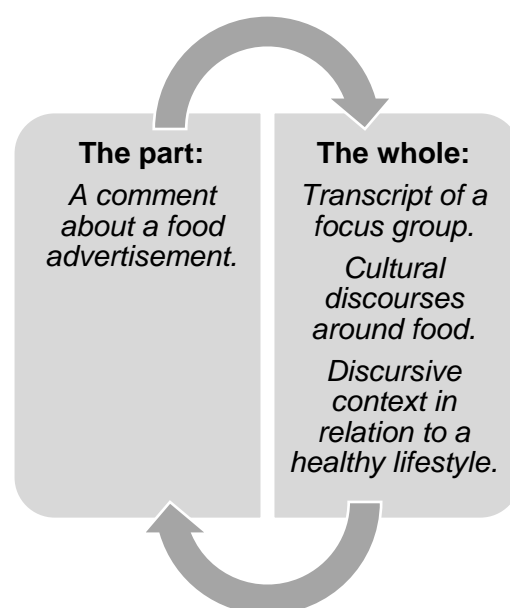 The part:
A comment
about a food
advertisement.
The whole:
Transcript of a
focus group.
Cultural
discourses
around food.
Discursive
context in
relation to a
healthy lifestyle.